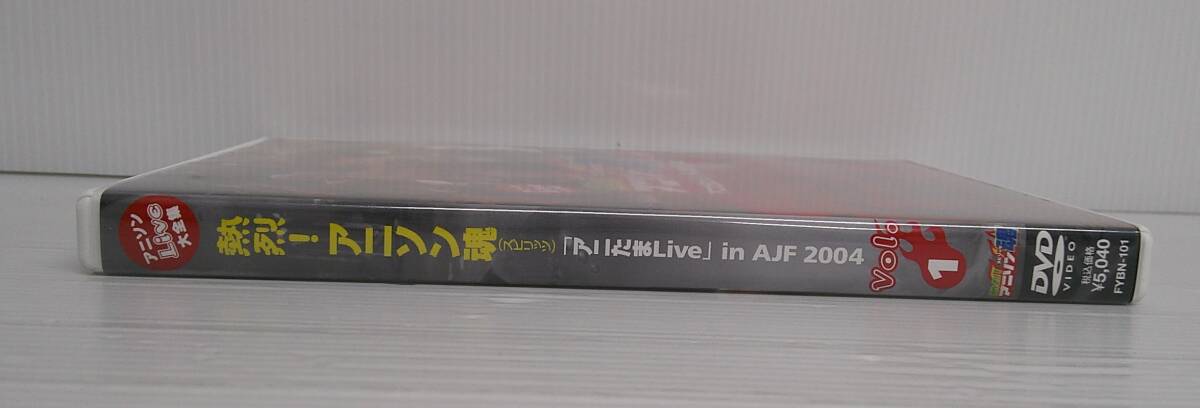 アニソン
Live
大全集
熱烈！アニソン魂（スピリッツ）「アニたまLive」in AJF 2004
Vol.
1
アニソン魂
DVD
VIDEO
税込価格
¥5,040
FYBN-101